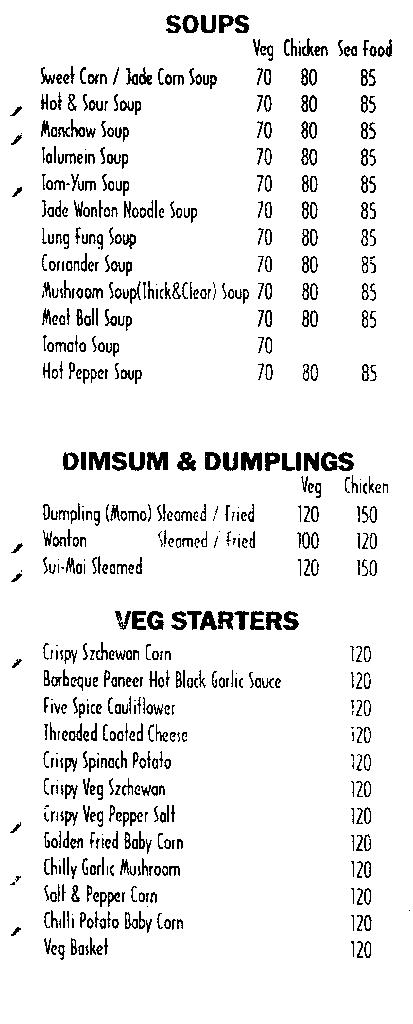 SOUPS
Veg Chicken Sea Food
Sweet Corn / Jade Corn Soup 70 80 85
Hot & Sour Soup 70 80 85
Manchow Soup 70 80 85
Talumein Soup 70 80 85
Tom-Yum Soup 70 80 85
Jade Wonton Noodle Soup 70 80 85
Lung Fung Soup 70 80 85
Coriander Soup 70 80 85
Mushroom Soup(Thick&Clear) Soup 70 80 85
Meat Ball Soup 70 80 85
Tomato Soup 70
Hot Pepper Soup 70 80 85
DIMSUM & DUMPLINGS
Veg Chicken
Dumpling (Momo) Steamed / Fried 120 150
Wonton Steamed / Fried 100 120
Sui-Mai Steamed 120 150
VEG STARTERS
Crispy Szchewan Corn 120
Barbeque Paneer Hot Black Garlic Sauce 120
Five Spice Cauliflower 120
Threaded Coated Cheese 120
Crispy Spinach Potato 120
Crispy Veg Szchewan 120
Crispy Veg Pepper Salt 120
Golden Fried Baby Corn 120
Chilly Garlic Mushroom 120
Salt & Pepper Corn 120
Chilli Potato Baby Corn 120
Veg Basket 120